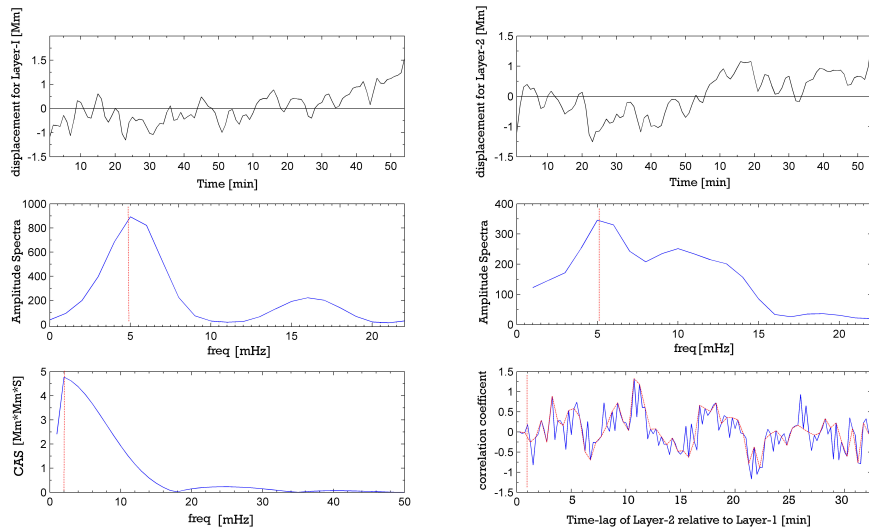 displacement for Layer-I [Mm]
1.5
1
0
-1
-1.5
10 20 30 40 50 10 20 30 40 50
Time [min]
displacement for Layer-2 [Mm]
1.5
1
0
-1
-1.5
10 20 30 40 50 10 20 30 40 50
Time [min]
Amplitude Spectra
1000
800
600
400
200
0
0 5 10 15 20
freq [mHz]
Amplitude Spectra
400
300
200
100
0
0 5 10 15 20
freq[mHz]
CAS [Mm*Mm*S]
5
4
3
2
1
0
0 10 20 30 40 50
freq [mHz]
correlation coefficent
1.5
1.0
0.5
0
-0.5
-1.0
-1.5
5 10 15 20 25 30
Time-lag of Layer-2 relative to Layer-1 [min]